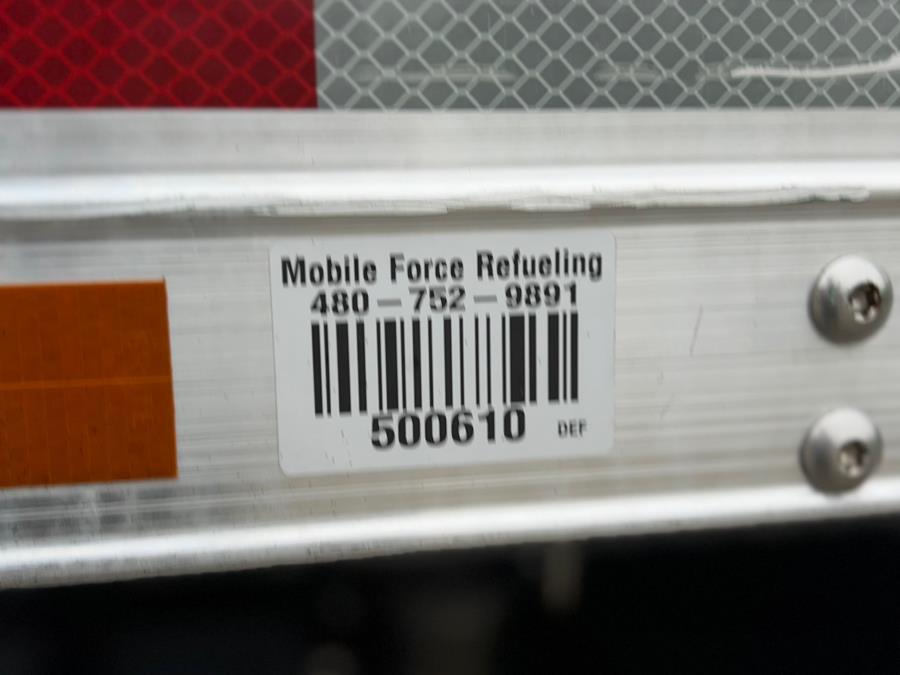 Mobile Force Refueling
480-752-9891
500610 DEF